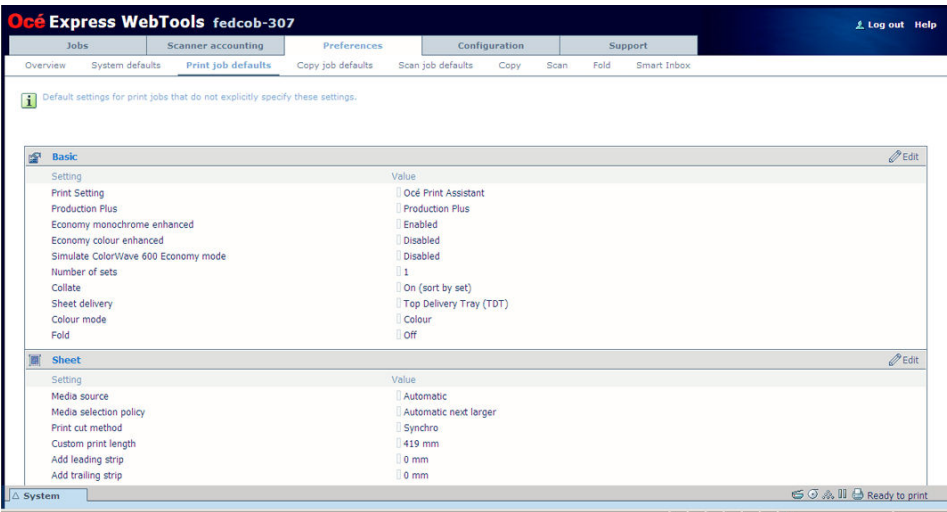 Océ Express WebTools fedcob-307
Log out Help
Jobs Scanner accounting Preferences Configuration Support
Overview System defaults Print job defaults Copy job defaults Scan job defaults Copy Scan Fold Smart Inbox
Default settings for print jobs that do not explicitly specify these settings.
Basic Edit
Setting Value
Print Setting Océ Print Assistant
Production Plus Production Plus
Economy monochrome enhanced Enabled
Economy colour enhanced Disabled
Simulate ColorWave 600 Economy mode Disabled
Number of sets 1
Collate On (sort by set)
Sheet delivery Top Delivery Tray (TDT)
Colour mode Colour
Fold Off
Sheet Edit
Setting Value
Media source Automatic
Media selection policy Automatic next larger
Print cut method Synchro
Custom print length 419 mm
Add leading strip 0 mm
Add trailing strip 0 mm
System Ready to print